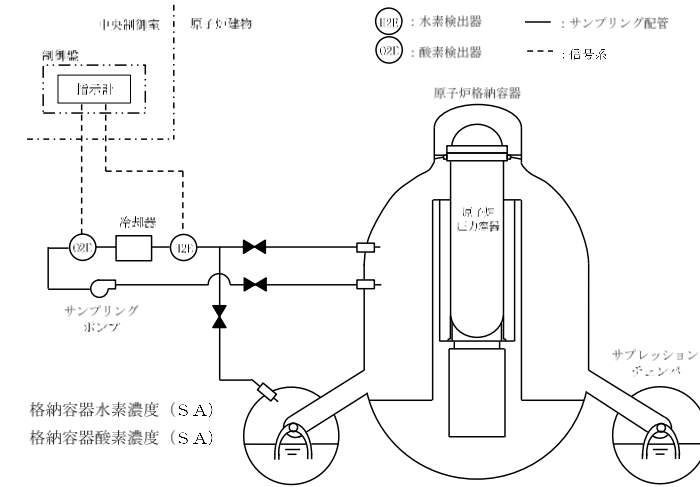 中央制御室
原子炉建物
H2E：水素検出器
：サンプリング配管
O2E：酸素検出器
：信号系
制御盤
指示計
原子炉格納容器
原子炉
圧力容器
冷却器
O2E
H2E
サンプリング
ポンプ
サプレッション
チェンバ
格納容器水素濃度（ＳＡ）
格納容器酸素濃度（ＳＡ）